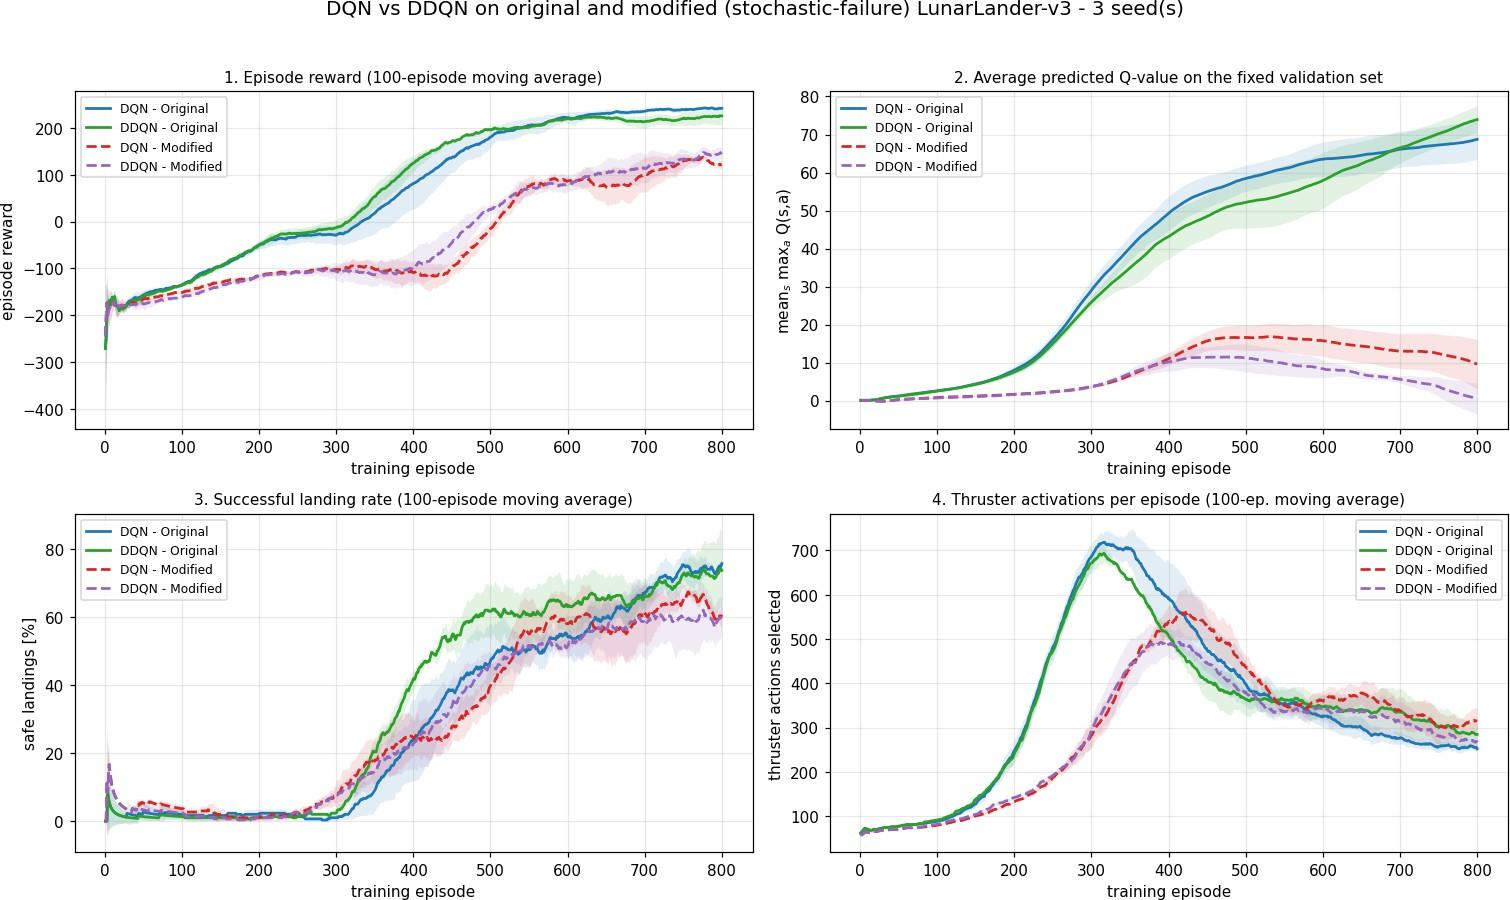 DQN vs DDQN on original and modified (stochastic-failure) LunarLander-v3 - 3 seed(s)
1. Episode reward (100-episode moving average)
DQN - Original
DDQN - Original
DQN - Modified
DDQN - Modified
episode reward
200
100
0
−100
−200
−300
−400
0 100 200 300 400 500 600 700 800
training episode
2. Average predicted Q-value on the fixed validation set
DQN - Original
DDQN - Original
DQN - Modified
DDQN - Modified
meanₛ maxₐ Q(s,a)
80
70
60
50
40
30
20
10
0
0 100 200 300 400 500 600 700 800
training episode
3. Successful landing rate (100-episode moving average)
DQN - Original
DDQN - Original
DQN - Modified
DDQN - Modified
safe landings [%]
80
60
40
20
0
0 100 200 300 400 500 600 700 800
training episode
4. Thruster activations per episode (100-ep. moving average)
DQN - Original
DDQN - Original
DQN - Modified
DDQN - Modified
thruster actions selected
700
600
500
400
300
200
100
0 100 200 300 400 500 600 700 800
training episode